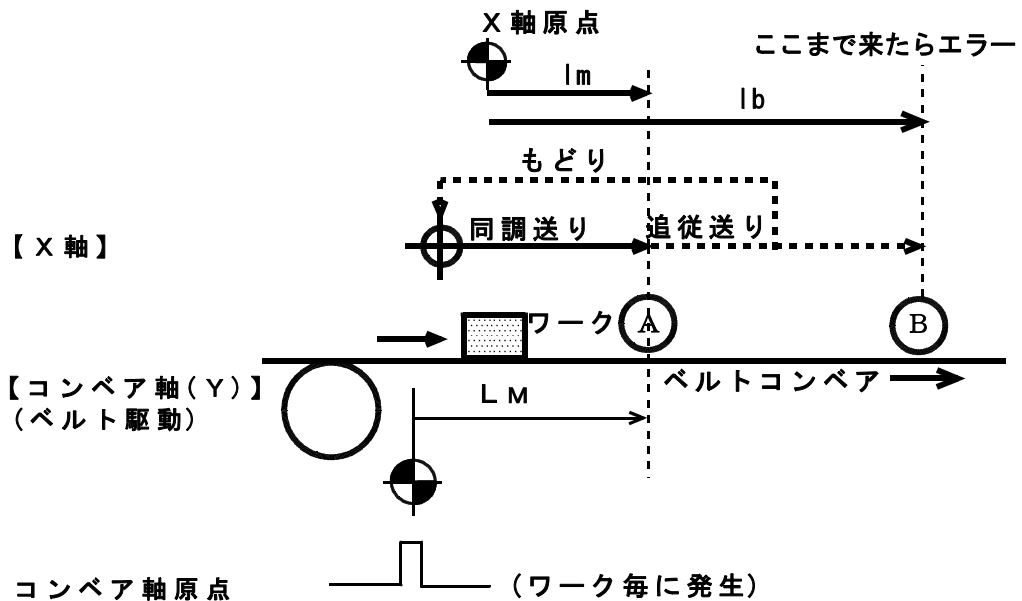 X軸原点
ここまで来たらエラー
lm
lb
もどり
【X軸】
同調送り
追従送り
ワーク
A
B
【コンベア軸(Y)】
(ベルト駆動)
LM
ベルトコンベア
コンベア軸原点
(ワーク毎に発生)